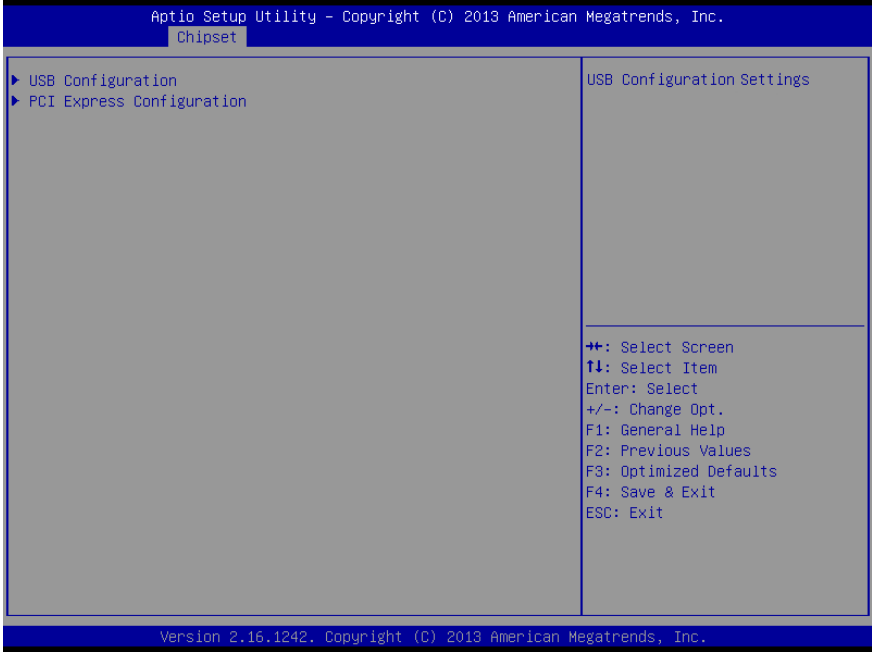 Aptio Setup Utility – Copyright (C) 2013 American Megatrends, Inc.
Chipset
► USB Configuration
► PCI Express Configuration
USB Configuration Settings
→←: Select Screen
↑↓: Select Item
Enter: Select
+/-: Change Opt.
F1: General Help
F2: Previous Values
F3: Optimized Defaults
F4: Save & Exit
ESC: Exit
Version 2.16.1242. Copyright (C) 2013 American Megatrends, Inc.